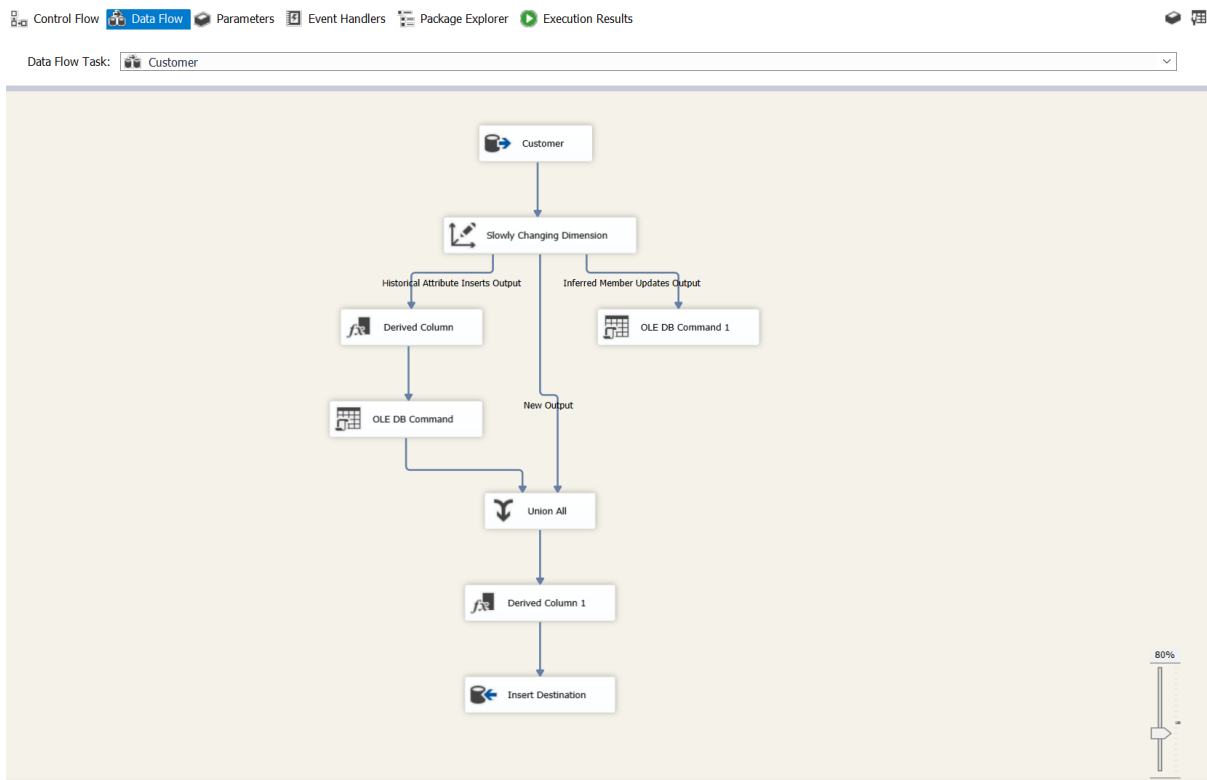 Control Flow Data Flow Parameters Event Handlers Package Explorer Execution Results
Data Flow Task: Customer
Customer
Slowly Changing Dimension
Historical Attribute Inserts Output Inferred Member Updates Output
Derived Column OLE DB Command 1
New Output
OLE DB Command
Union All
Derived Column 1
80%
Insert Destination